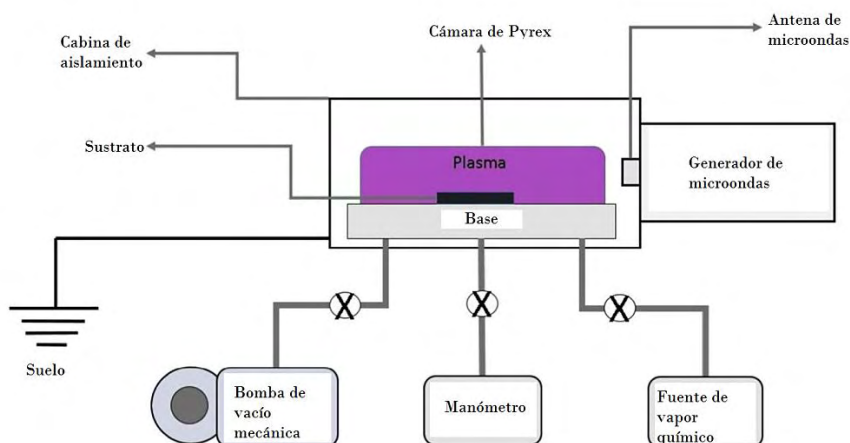 Cabina de
aislamiento
Cámara de Pyrex
Antena de
microondas
Sustrato
Plasma
Generador de
microondas
Base
Suelo
Bomba de
vacío
mecánica
Manómetro
Fuente de
vapor
químico